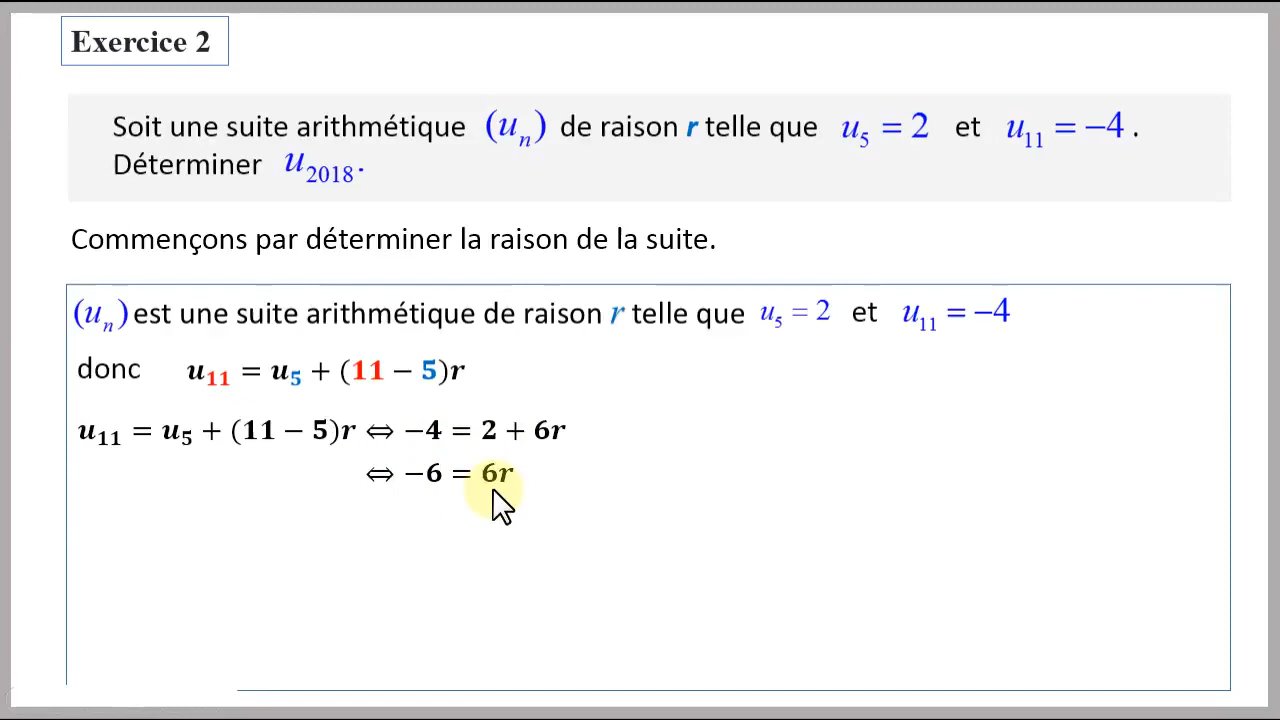 Exercice 2
Soit une suite arithmétique (uₙ) de raison r telle que u₅ = 2 et u₁₁ = −4 .
Déterminer u₂₀₁₈.
Commençons par déterminer la raison de la suite.
(uₙ) est une suite arithmétique de raison r telle que u₅ = 2 et u₁₁ = −4
donc u₁₁ = u₅ + (11 − 5)r
u₁₁ = u₅ + (11 − 5)r ⇔ −4 = 2 + 6r
⇔ −6 = 6r